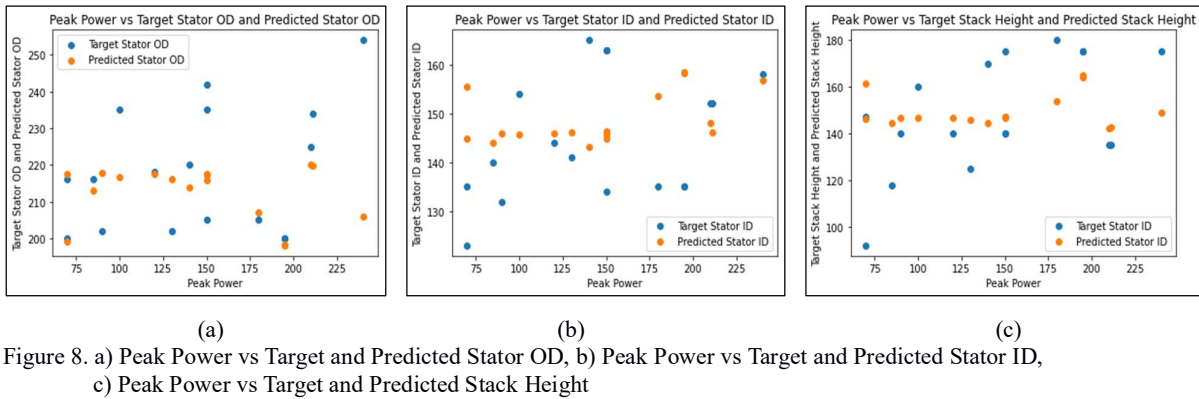 Peak Power vs Target Stator OD and Predicted Stator OD
Target Stator OD and Predicted Stator OD
250
240
230
220
210
200
Target Stator OD
Predicted Stator OD
75
100
125
150
175
200
225
Peak Power
Peak Power vs Target Stator ID and Predicted Stator ID
Target Stator ID and Predicted Stator ID
160
150
140
130
Target Stator ID
Predicted Stator ID
75
100
125
150
175
200
225
Peak Power
Peak Power vs Target Stack Height and Predicted Stack Height
Target Stack Height and Predicted Stack Height
180
160
140
120
100
Target Stator ID
Predicted Stator ID
75
100
125
150
175
200
225
Peak Power
(a)
(b)
(c)
Figure 8. a) Peak Power vs Target and Predicted Stator OD, b) Peak Power vs Target and Predicted Stator ID,
c) Peak Power vs Target and Predicted Stack Height